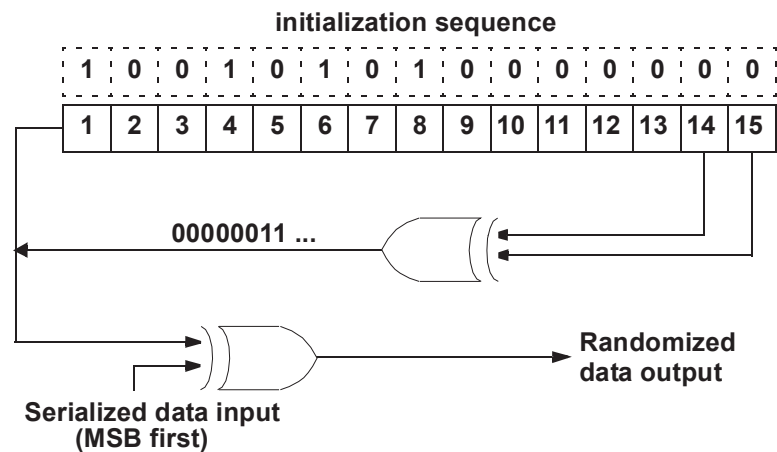 initialization sequence
1 0 0 1 0 1 0 1 0 0 0 0 0 0 0
1 2 3 4 5 6 7 8 9 10 11 12 13 14 15
00000011 ...
Randomized
data output
Serialized data input
(MSB first)